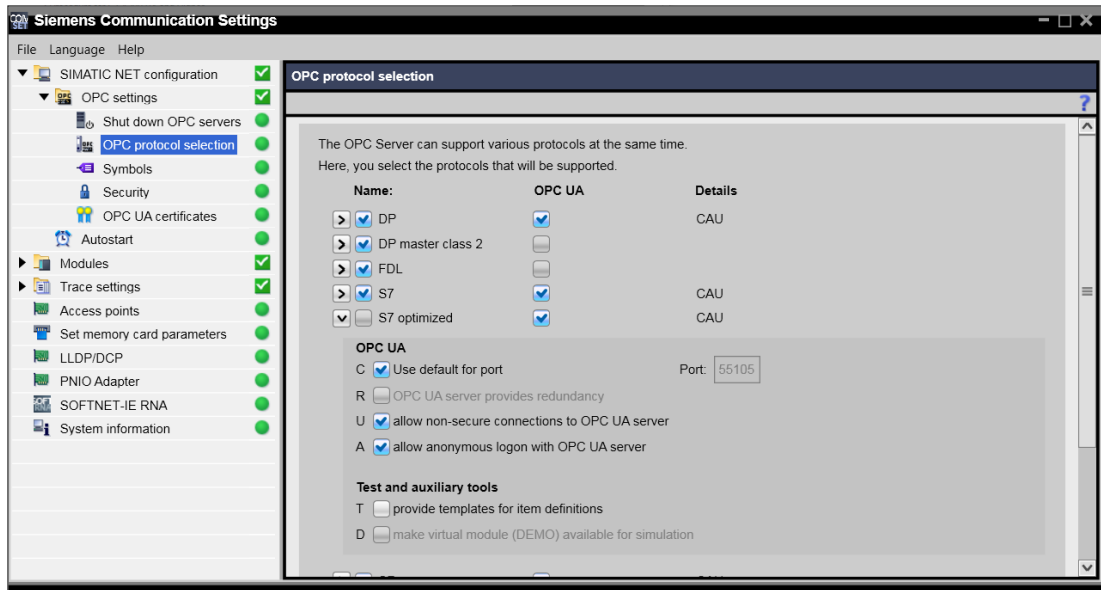 Siemens Communication Settings
File Language Help
SIMATIC NET configuration
OPC settings
Shut down OPC servers
OPC protocol selection
Symbols
Security
OPC UA certificates
Autostart
Modules
Trace settings
Access points
Set memory card parameters
LLDP/DCP
PNIO Adapter
SOFTNET-IE RNA
System information
OPC protocol selection
?
The OPC Server can support various protocols at the same time.
Here, you select the protocols that will be supported.
Name: OPC UA Details
DP CAU
DP master class 2
FDL
S7 CAU
S7 optimized CAU
OPC UA
C Use default for port Port: 55105
R OPC UA server provides redundancy
U allow non-secure connections to OPC UA server
A allow anonymous logon with OPC UA server
Test and auxiliary tools
T provide templates for item definitions
D make virtual module (DEMO) available for simulation